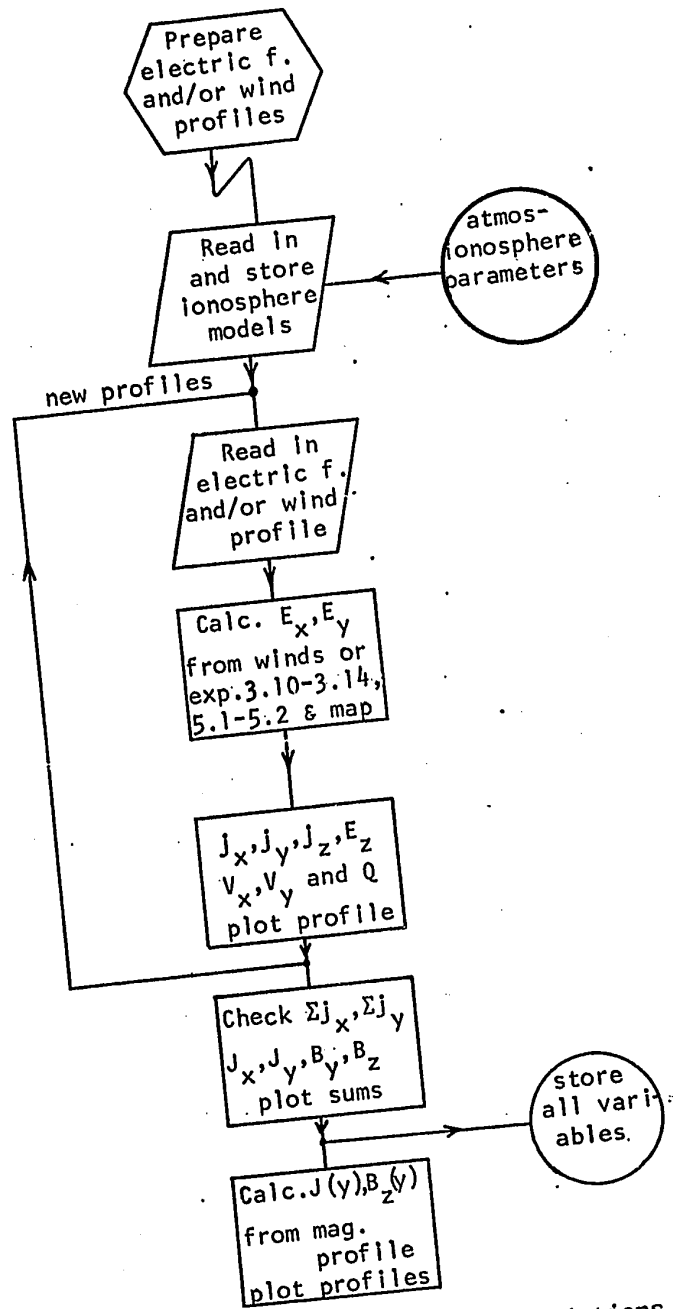 Prepare
electric f.
and/or wind
profiles
Read in
and store
ionosphere
models
atmos-
ionosphere
parameters
new profiles
Read in
electric f.
and/or wind
profile
Calc. E_x,E_y
from winds or
exp.3.10-3.14,
5.1-5.2 & map
j_x,j_y,j_z,E_z
V_x,V_y and Q
plot profile
Check Σj_x,Σj_y
J_x,J_y,B_y,B_z
plot sums
store
all vari-
ables.
Calc.J(y),B_z(y)
from mag.
profile
plot profiles